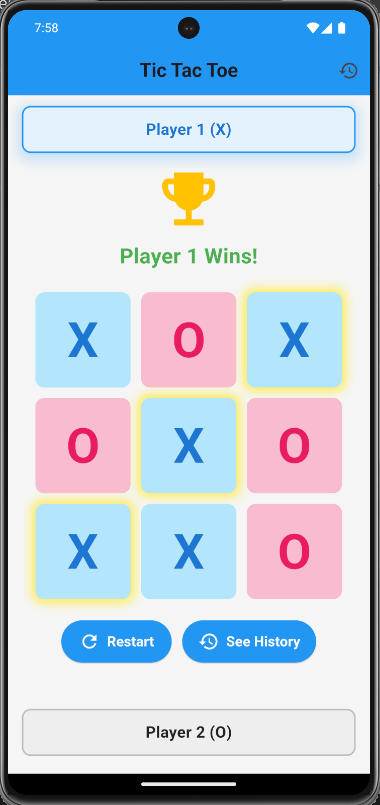 7:58
Tic Tac Toe
Player 1 (X)
Player 1 Wins!
X O X
O X O
X X O
Restart See History
Player 2 (O)